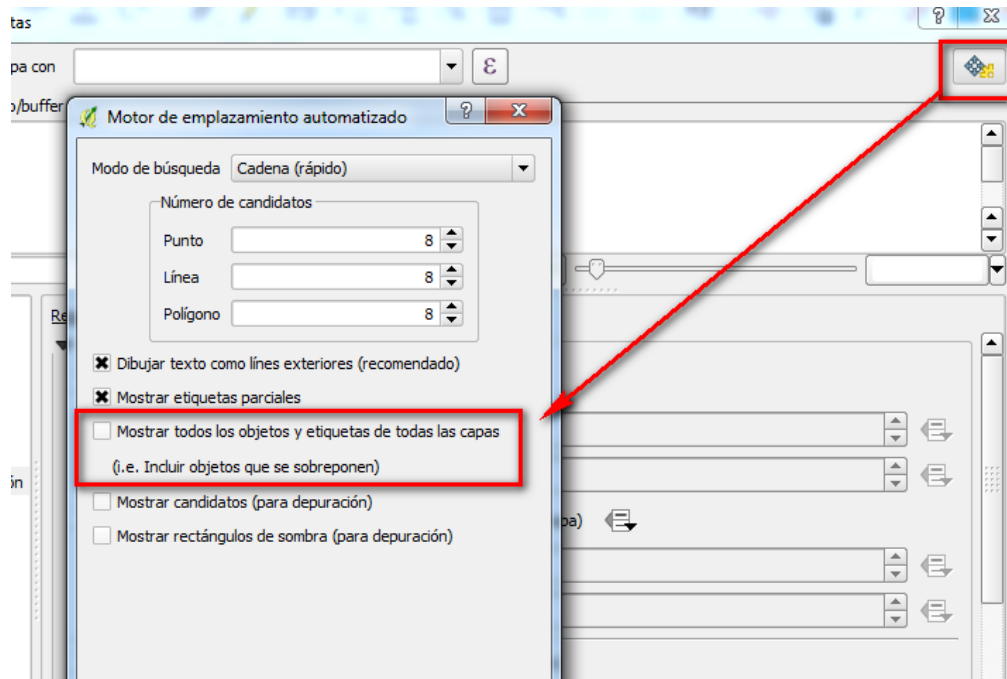 tas
pa con
ε
o/buffer
Motor de emplazamiento automatizado
Modo de búsqueda Cadena (rápido)
Número de candidatos
Punto 8
Línea 8
Polígono 8
Re
Dibujar texto como línes exteriores (recomendado)
Mostrar etiquetas parciales
Mostrar todos los objetos y etiquetas de todas las capas
(i.e. Incluir objetos que se sobreponen)
ón
Mostrar candidatos (para depuración)
pa)
Mostrar rectángulos de sombra (para depuración)